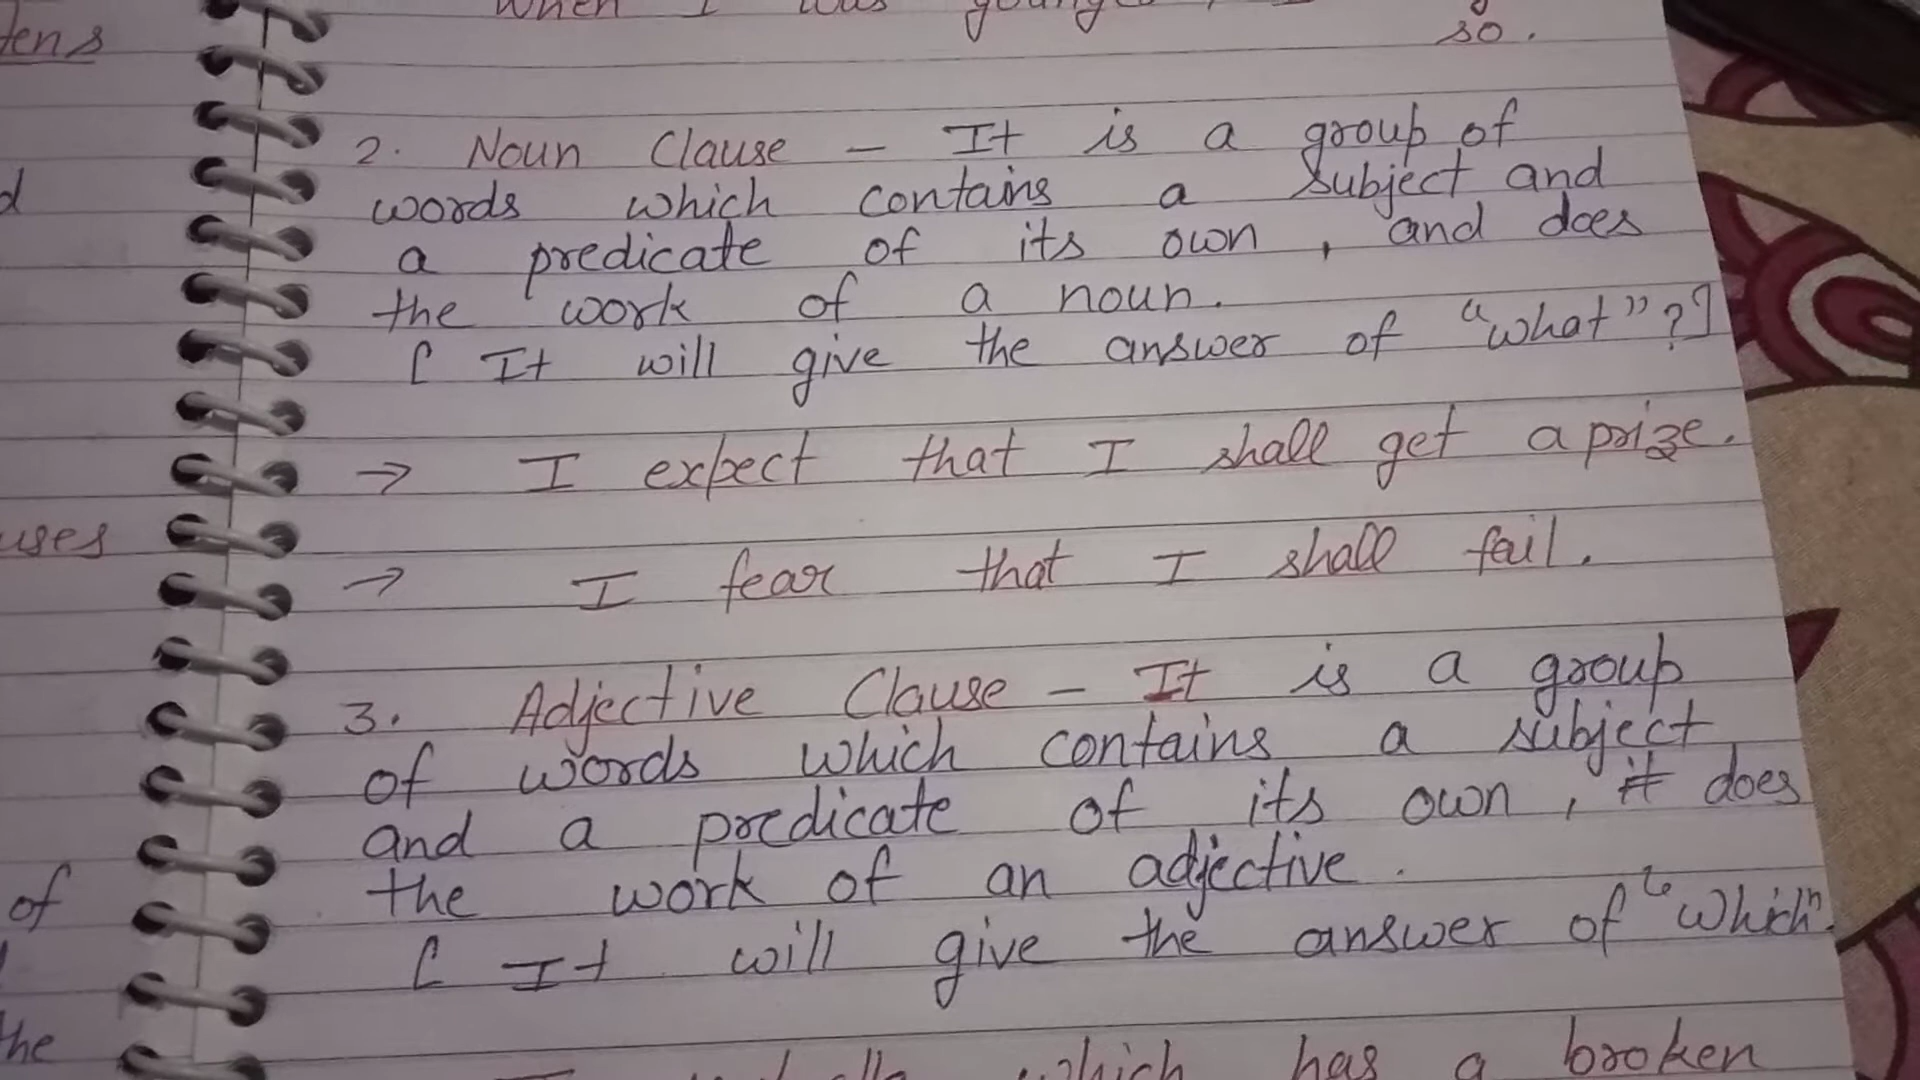 tens
When I was
so.
2. Noun Clause - It is a group of
words which contains a subject and
a predicate of its own, and does
the work of a noun.
[ It will give the answer of "what"?]
→ I expect that I shall get a prize.
uses
→ I fear that I shall fail.
3. Adjective Clause - It is a group
of words which contains a subject
and a predicate of its own, it does
the work of an adjective.
of
[ It will give the answer of "which".
the
which has a broken